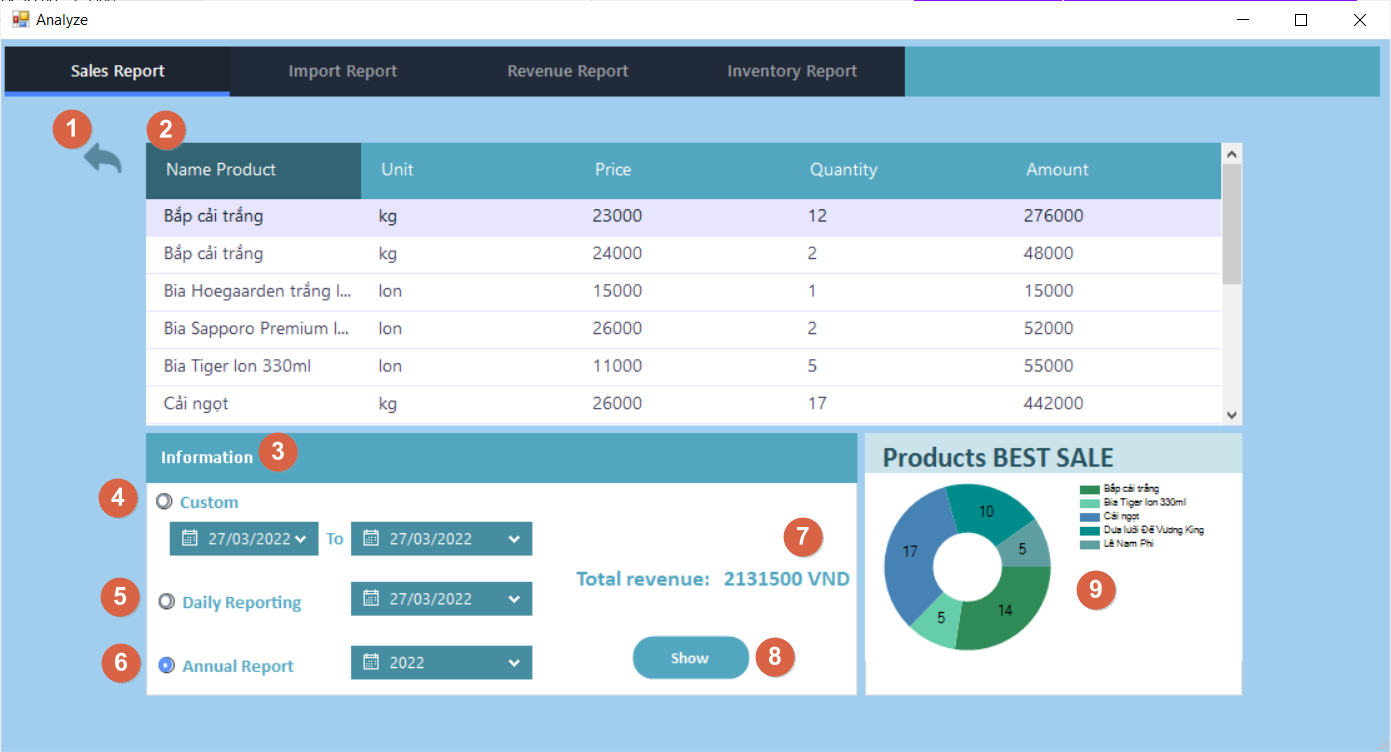 Analyze
Sales Report Import Report Revenue Report Inventory Report
1 2
Name Product Unit Price Quantity Amount
Bắp cải trắng kg 23000 12 276000
Bắp cải trắng kg 24000 2 48000
Bia Hoegaarden trắng l... lon 15000 1 15000
Bia Sapporo Premium l... lon 26000 2 52000
Bia Tiger lon 330ml lon 11000 5 55000
Cải ngọt kg 26000 17 442000
Information 3
4 Custom
27/03/2022 To 27/03/2022
5 Daily Reporting 27/03/2022
6 Annual Report 2022
7
Total revenue: 2131500 VND
Show 8
Products BEST SALE
10
17
5
5
14
Bắp cải trắng
Bia Tiger lon 330ml
Cải ngọt
Dưa lưới Đế Vương King
Lê Nam Phi
9